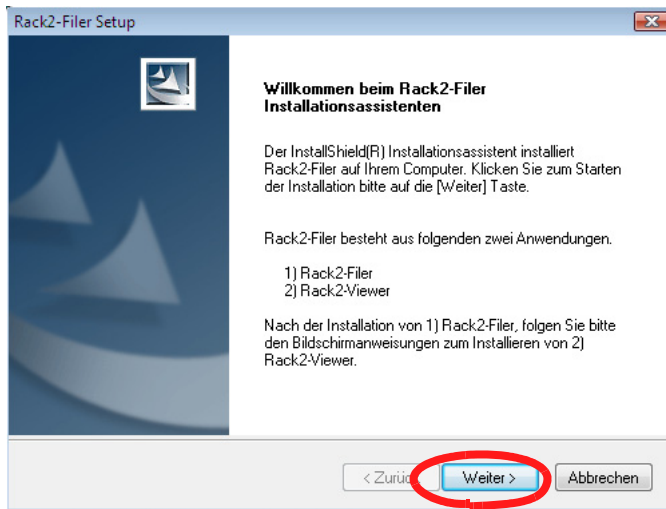 Rack2-Filer Setup
Willkommen beim Rack2-Filer
Installationsassistenten
Der InstallShield(R) Installationsassistent installiert
Rack2-Filer auf Ihrem Computer. Klicken Sie zum Starten
der Installation bitte auf die [Weiter] Taste.
Rack2-Filer besteht aus folgenden zwei Anwendungen.
1) Rack2-Filer
2) Rack2-Viewer
Nach der Installation von 1) Rack2-Filer, folgen Sie bitte
den Bildschirmanweisungen zum Installieren von 2)
Rack2-Viewer.
< Zurück Weiter > Abbrechen